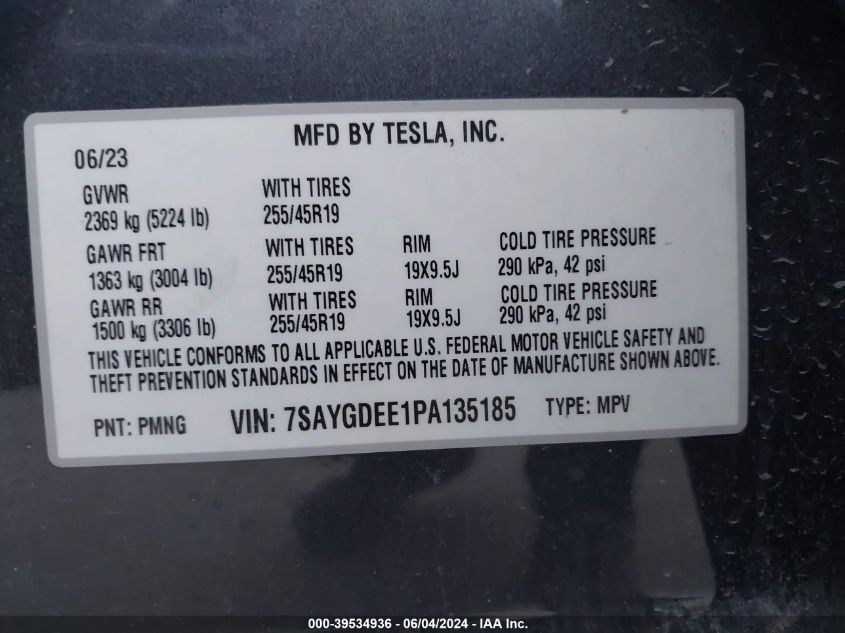 MFD BY TESLA, INC.
06/23
GVWR WITH TIRES
2369 kg (5224 lb) 255/45R19
GAWR FRT WITH TIRES RIM COLD TIRE PRESSURE
1363 kg (3004 lb) 255/45R19 19X9.5J 290 kPa, 42 psi
GAWR RR WITH TIRES RIM COLD TIRE PRESSURE
1500 kg (3306 lb) 255/45R19 19X9.5J 290 kPa, 42 psi
THIS VEHICLE CONFORMS TO ALL APPLICABLE U.S. FEDERAL MOTOR VEHICLE SAFETY AND
THEFT PREVENTION STANDARDS IN EFFECT ON THE DATE OF MANUFACTURE SHOWN ABOVE.
PNT: PMNG VIN: 7SAYGDEE1PA135185 TYPE: MPV
000-39534936 - 06/04/2024 - IAA Inc.